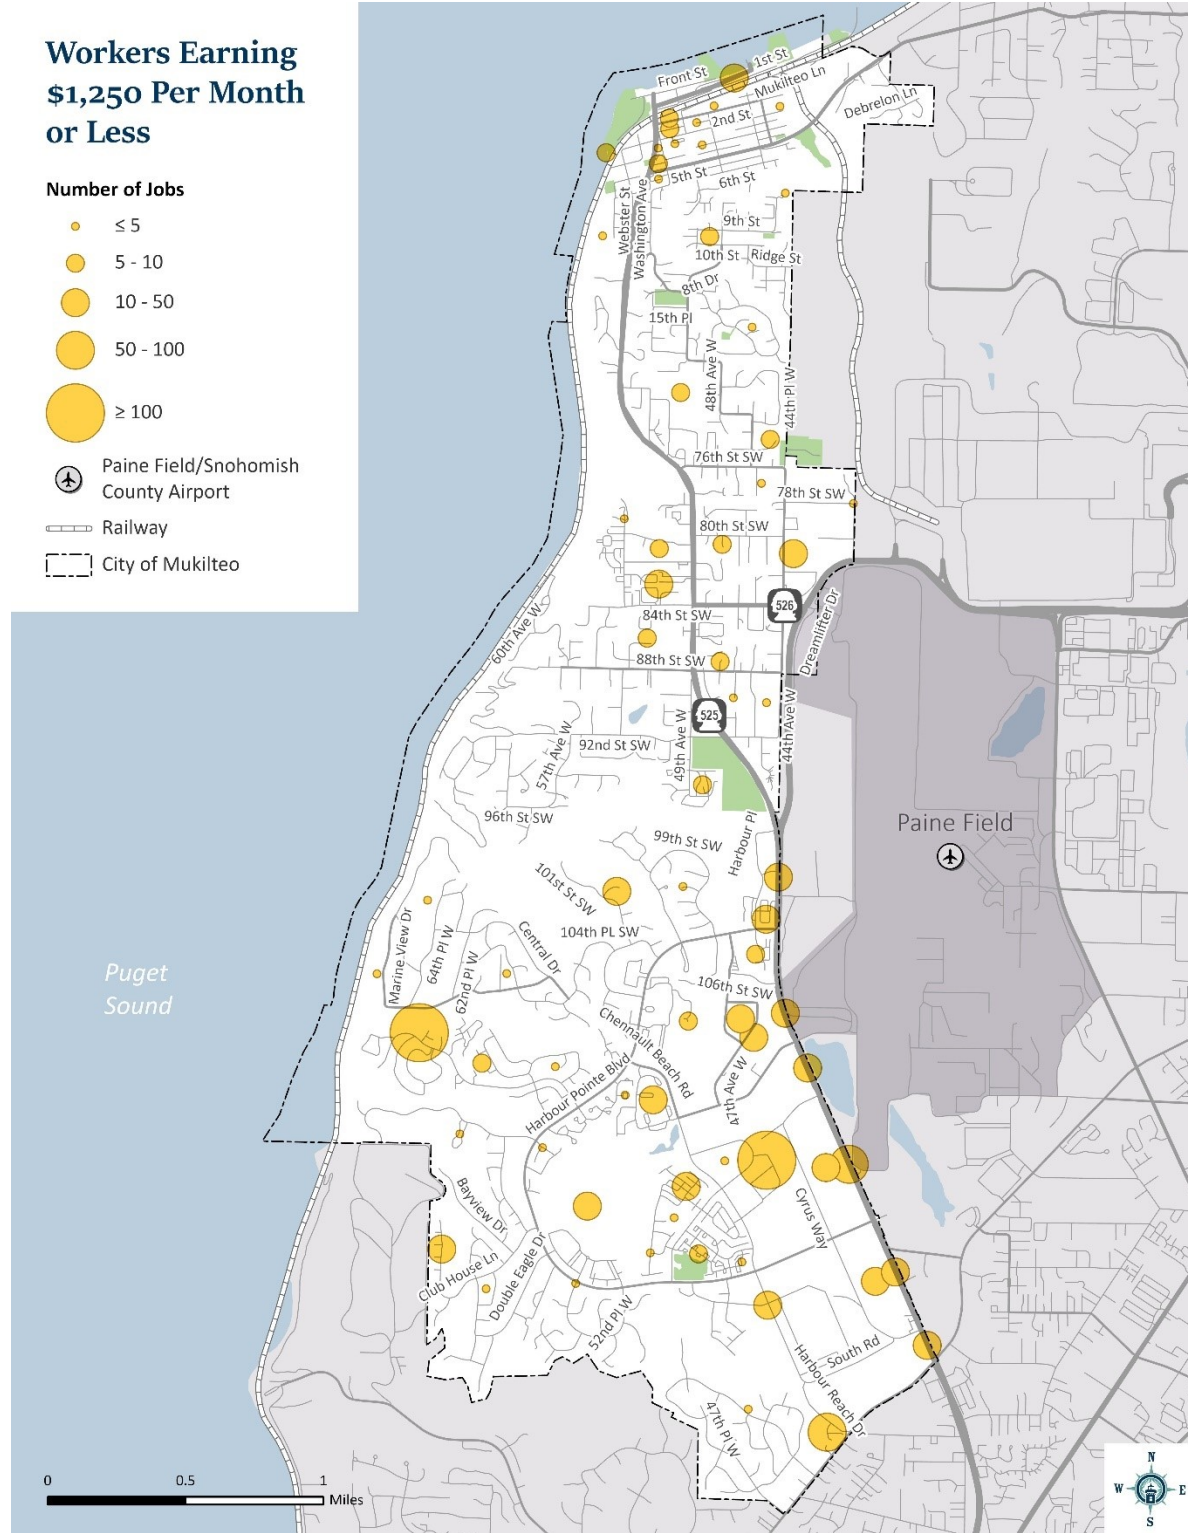 Workers Earning
$1,250 Per Month
or Less
Number of Jobs
≤ 5
5 - 10
10 - 50
50 - 100
≥ 100
Paine Field/Snohomish
County Airport
Railway
City of Mukilteo
Front St
1st St
Mukilteo Ln
2nd St
Debrelon Ln
5th St
6th St
Webster St
Washington Ave
9th St
10th St
Ridge St
8th Dr
15th Pl
48th Ave W
44th Pl W
76th St SW
78th St SW
80th St SW
526
84th St SW
60th Ave W
88th St SW
Dreamlifter Dr
525
49th Ave W
44th Ave W
57th Ave W
92nd St SW
96th St SW
99th St SW
Harbour Pl
Paine Field
101st St SW
104th PL SW
Central Dr
Marine View Dr
64th Pl W
62nd Pl W
106th St SW
Puget
Sound
Chennault Beach Rd
Harbour Pointe Blvd
47th Ave W
Bayview Dr
Cyrus Way
Club House Ln
Double Eagle Dr
52nd Pl W
South Rd
Harbour Reach Dr
47th Pl W
0 0.5 1
Miles
N
W E
S